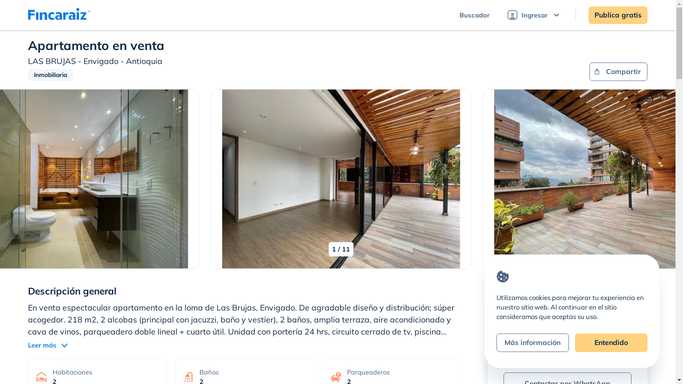 Fincaraiz
Buscador
Ingresar
Publica gratis
Apartamento en venta
LAS BRUJAS - Envigado - Antioquia
Inmobiliaria
Compartir
1 / 11
Descripción general
En venta espectacular apartamento en la loma de Las Brujas, Envigado. De agradable diseño y distribución; súper
acogedor. 218 m2, 2 alcobas (principal con jacuzzi, baño y vestier), 2 baños, amplia terraza, aire acondicionado y
cava de vinos, parqueadero doble lineal + cuarto útil. Unidad con portería 24 hrs, circuito cerrado de tv, piscina...
Leer más
Utilizamos cookies para mejorar tu experiencia en
nuestro sitio web. Al continuar en el sitio
consideramos que aceptas su uso.
Más información
Entendido
Habitaciones
2
Baños
2
Parqueaderos
2
Contactar por WhatsApp